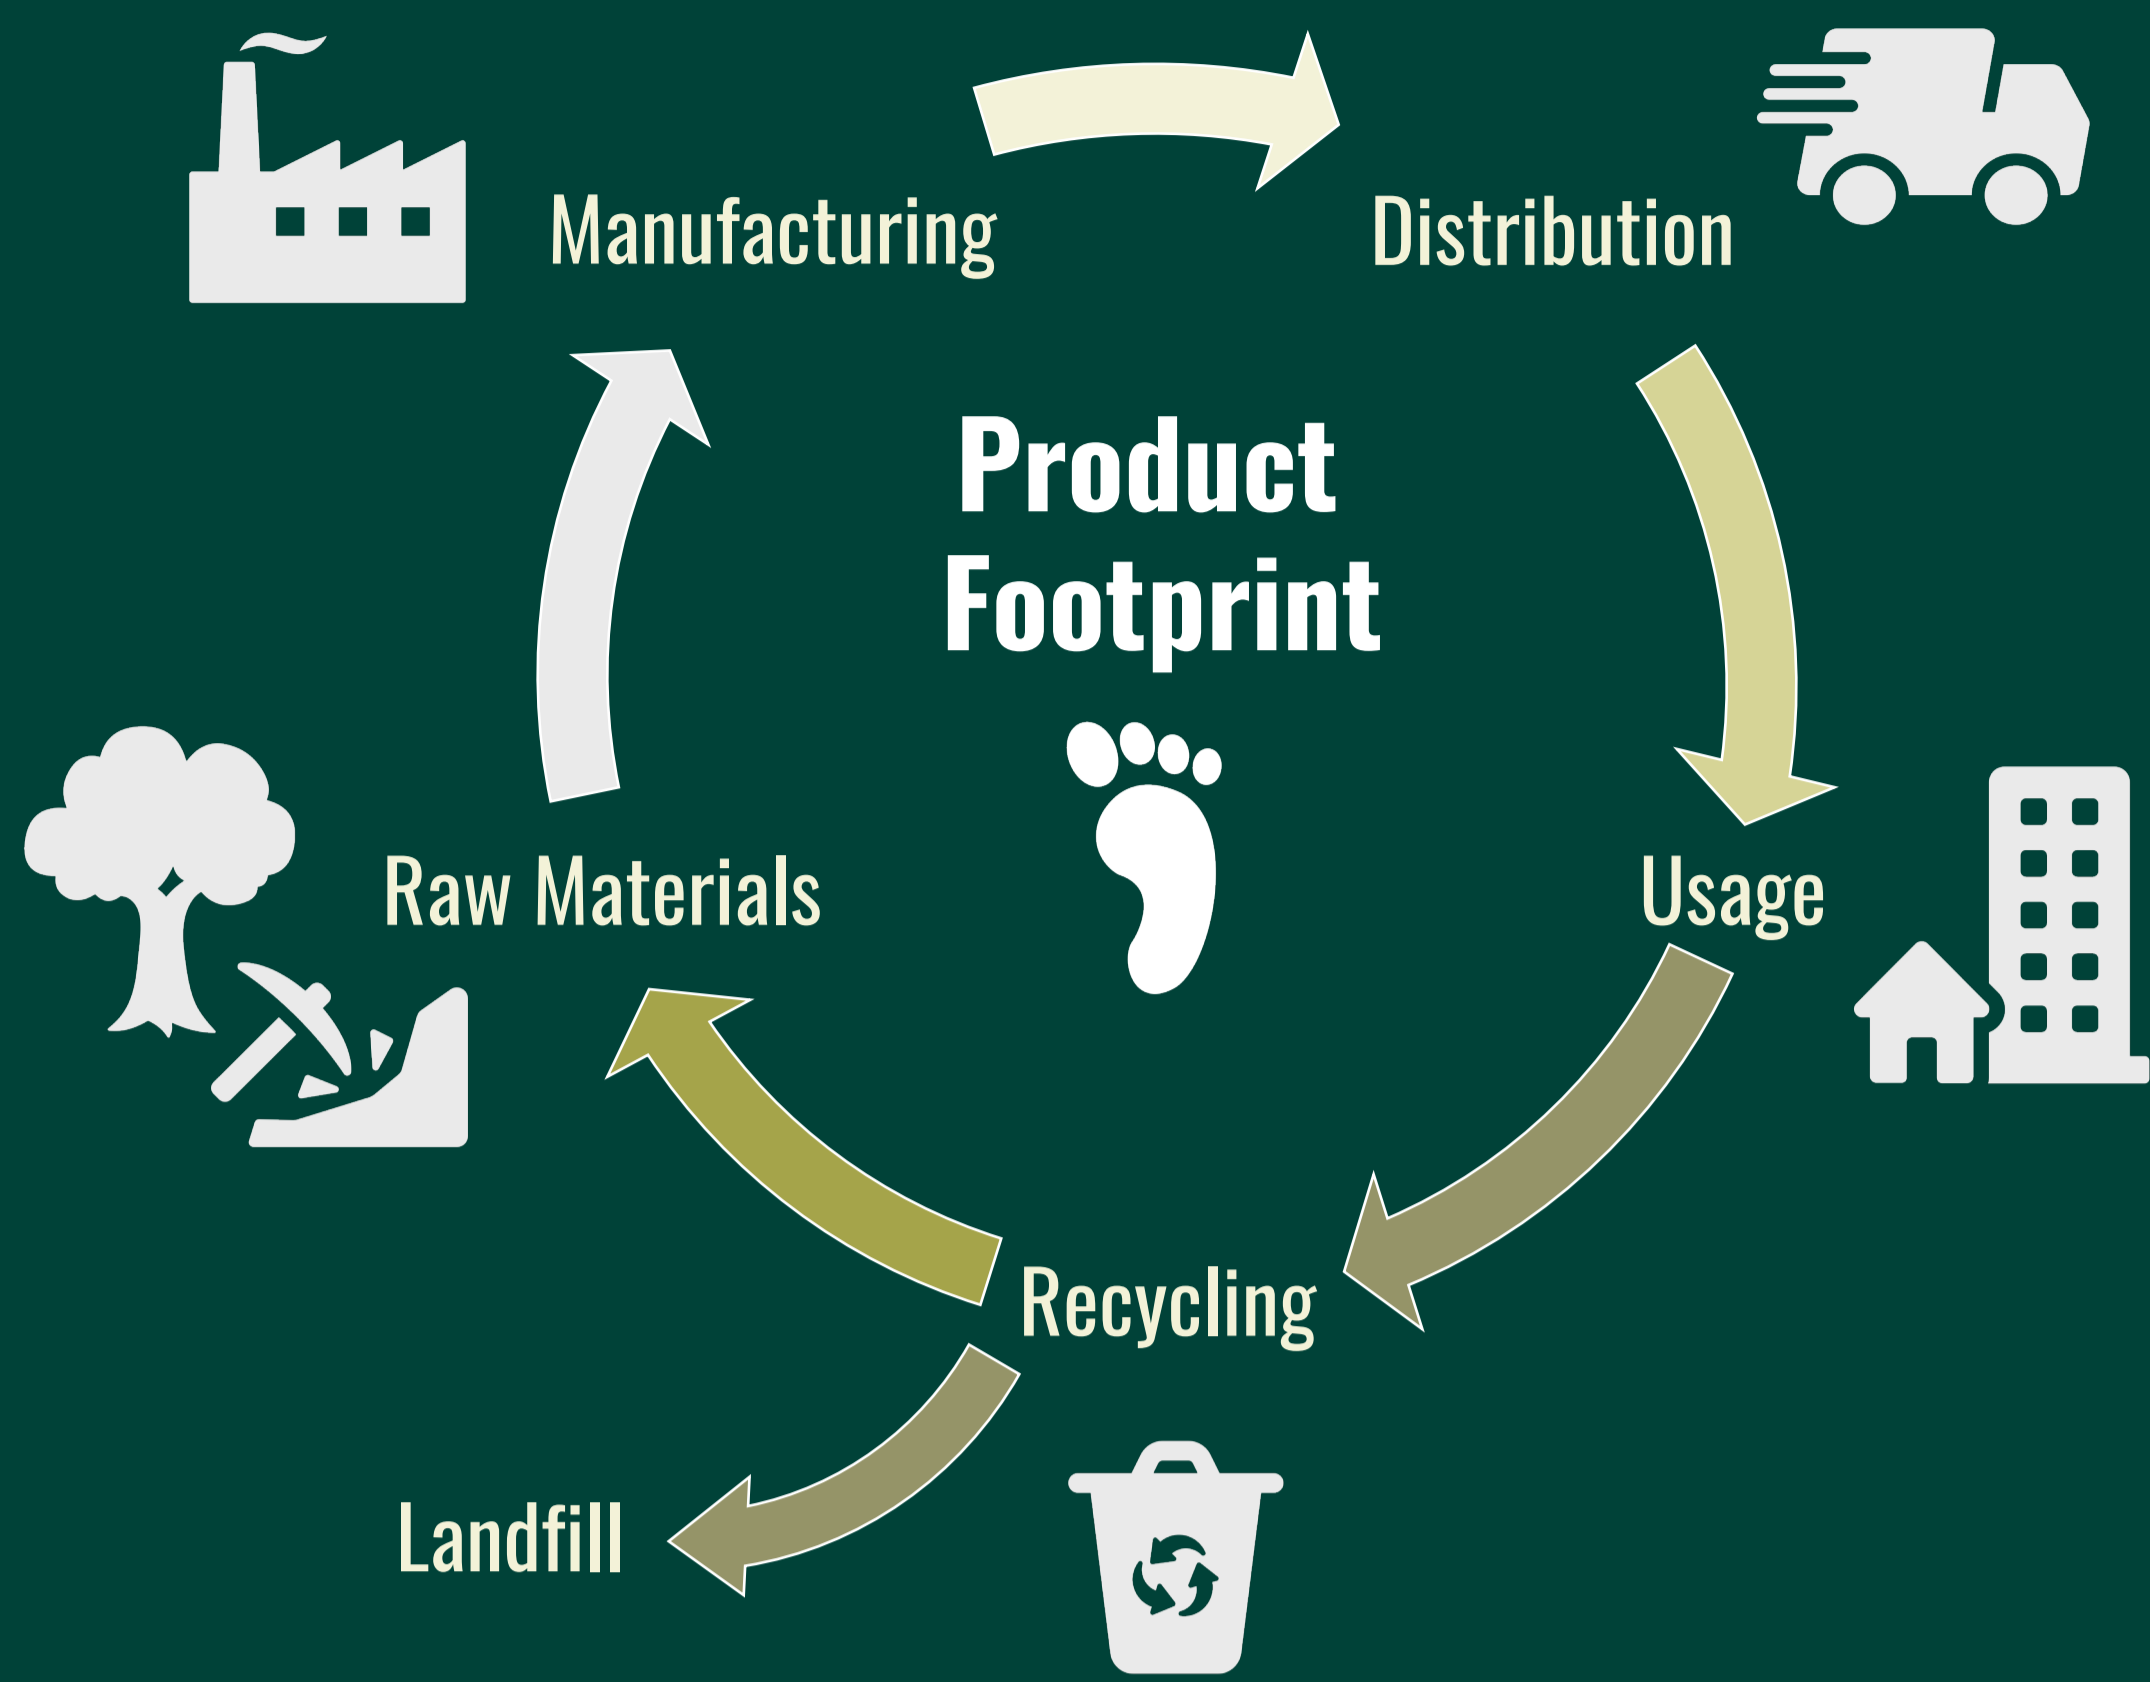 Manufacturing
Distribution
Product
Footprint
Raw Materials
Usage
Recycling
Landfill